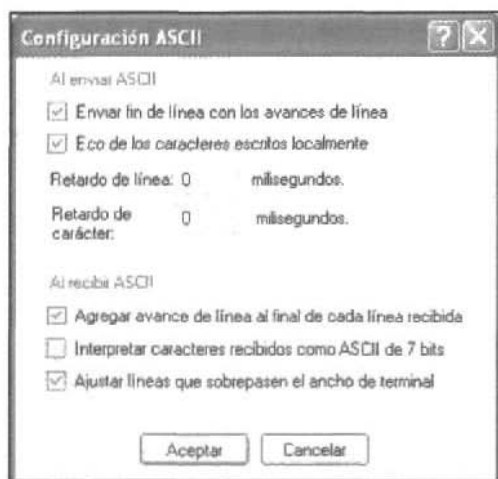 Configuración ASCII
Al enviar ASCII
Enviar fin de línea con los avances de línea
Eco de los caracteres escritos localmente
Retardo de línea: 0 milisegundos.
Retardo de
carácter: 0 milisegundos.
Al recibir ASCII
Agregar avance de línea al final de cada línea recibida
Interpretar caracteres recibidos como ASCII de 7 bits
Ajustar líneas que sobrepasen el ancho de terminal
Aceptar Cancelar